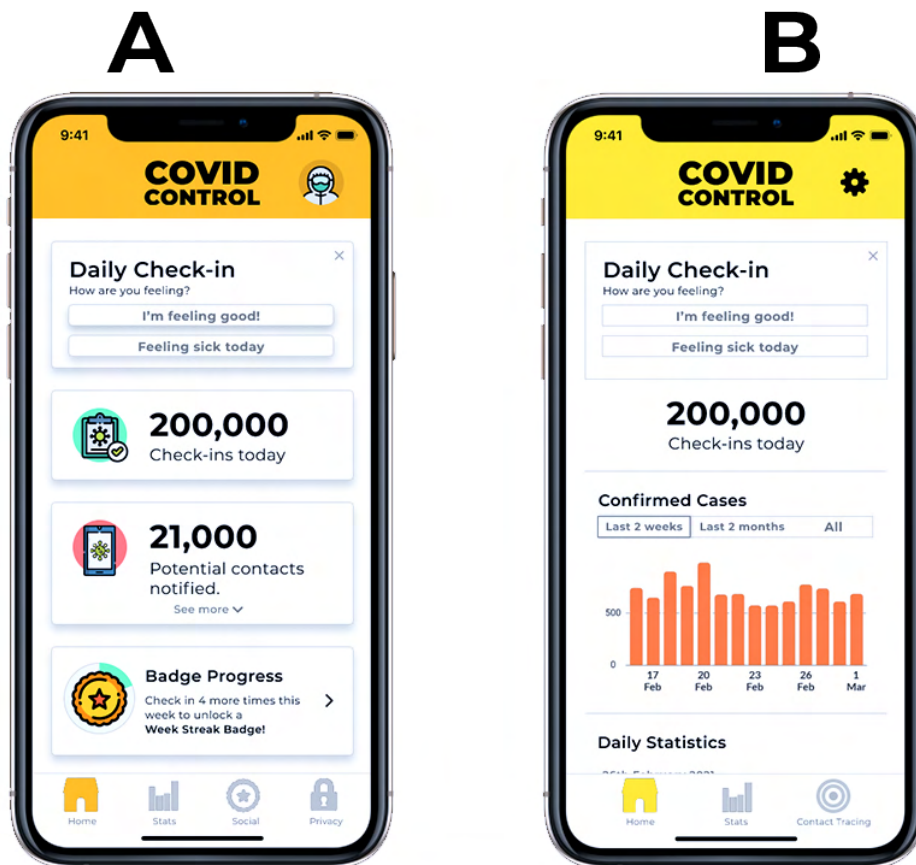 A
9:41
COVID
CONTROL
Daily Check-in
How are you feeling?
I'm feeling good!
Feeling sick today
200,000
Check-ins today
21,000
Potential contacts
notified.
See more
Badge Progress
Check in 4 more times this
week to unlock a
Week Streak Badge!
Home Stats Social Privacy
B
9:41
COVID
CONTROL
Daily Check-in
How are you feeling?
I'm feeling good!
Feeling sick today
200,000
Check-ins today
Confirmed Cases
Last 2 weeks Last 2 months All
500
0
17 20 23 26 1
Feb Feb Feb Feb Mar
Daily Statistics
26th February 2021
Home Stats Contact Tracing